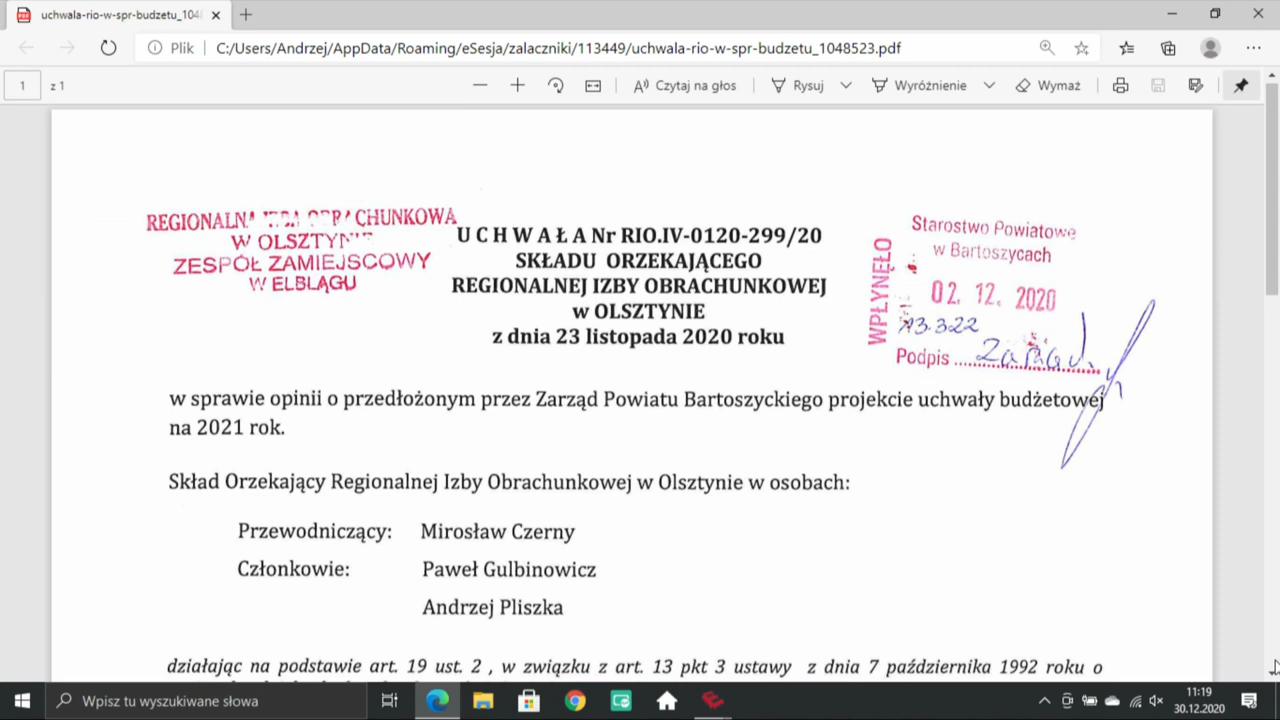 uchwala-rio-w-spr-budzetu_104
Plik C:/Users/Andrzej/AppData/Roaming/eSesja/zalaczniki/113449/uchwala-rio-w-spr-budzetu_1048523.pdf
1 z 1 Czytaj na głos Rysuj Wyróżnienie Wymaż
REGIONALNA IZBA OBRACHUNKOWA
W OLSZTYNIE
ZESPÓŁ ZAMIEJSCOWY
W ELBLĄGU
U C H W A Ł A Nr RIO.IV-0120-299/20
SKŁADU ORZEKAJĄCEGO
REGIONALNEJ IZBY OBRACHUNKOWEJ
w OLSZTYNIE
z dnia 23 listopada 2020 roku
Starostwo Powiatowe
w Bartoszycach
WPŁYNĘŁO
02. 12. 2020
Podpis
w sprawie opinii o przedłożonym przez Zarząd Powiatu Bartoszyckiego projekcie uchwały budżetowej
na 2021 rok.
Skład Orzekający Regionalnej Izby Obrachunkowej w Olsztynie w osobach:
Przewodniczący: Mirosław Czerny
Członkowie: Paweł Gulbinowicz
Andrzej Pliszka
działając na podstawie art. 19 ust. 2 , w związku z art. 13 pkt 3 ustawy z dnia 7 października 1992 roku o
Wpisz tu wyszukiwane słowa
11:19
30.12.2020